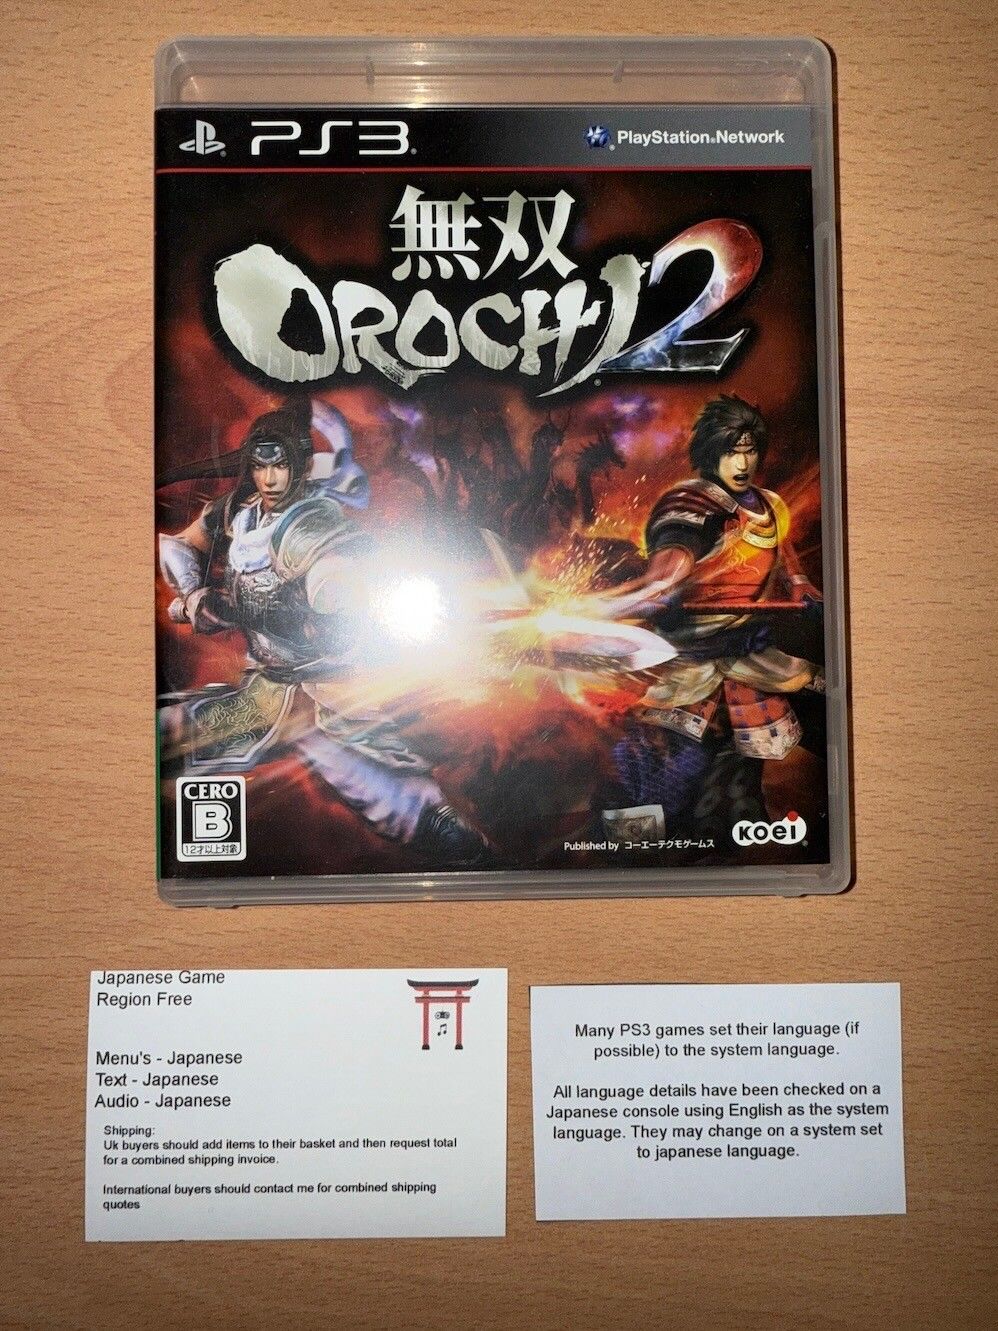 PS3
PlayStation®Network
無双
OROCHI 2
CERO
B
12才以上対象
Published by コーエーテクモゲームス
KOEI
Japanese Game
Region Free
Menu's - Japanese
Text - Japanese
Audio - Japanese
Shipping:
Uk buyers should add items to their basket and then request total
for a combined shipping invoice.
International buyers should contact me for combined shipping
quotes
Many PS3 games set their language (if
possible) to the system language.
All language details have been checked on a
Japanese console using English as the system
language. They may change on a system set
to japanese language.